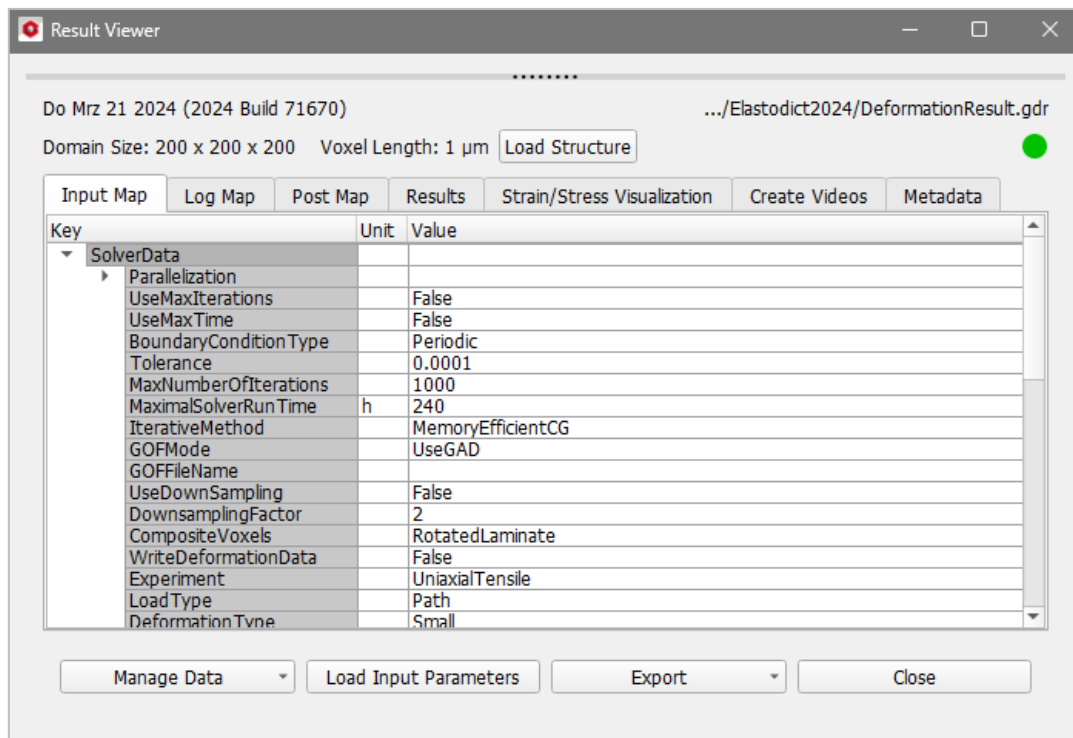 Result Viewer
Do Mrz 21 2024 (2024 Build 71670) .../Elastodict2024/DeformationResult.gdr
Domain Size: 200 x 200 x 200 Voxel Length: 1 µm Load Structure
Input Map Log Map Post Map Results Strain/Stress Visualization Create Videos Metadata
Key Unit Value
SolverData
Parallelization
UseMaxIterations False
UseMaxTime False
BoundaryConditionType Periodic
Tolerance 0.0001
MaxNumberOfIterations 1000
MaximalSolverRunTime h 240
IterativeMethod MemoryEfficientCG
GOFMode UseGAD
GOFFileName
UseDownSampling False
DownsamplingFactor 2
CompositeVoxels RotatedLaminate
WriteDeformationData False
Experiment UniaxialTensile
LoadType Path
DeformationType Small
Manage Data Load Input Parameters Export Close